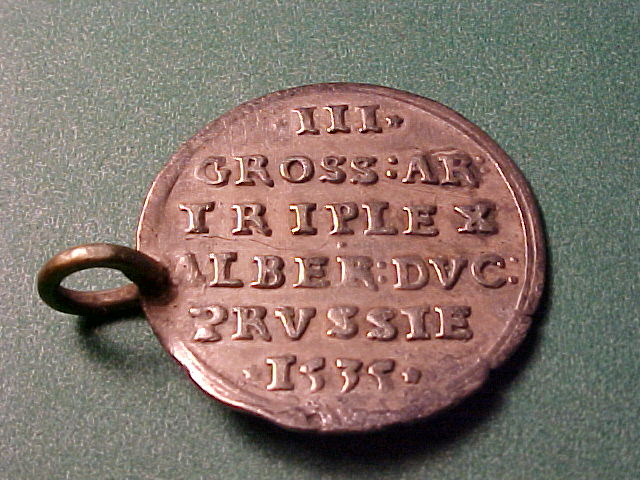 ·III·
GROSS:AR:
TRIPLEX
ALBER:DVC:
PRVSSIE
·1535·